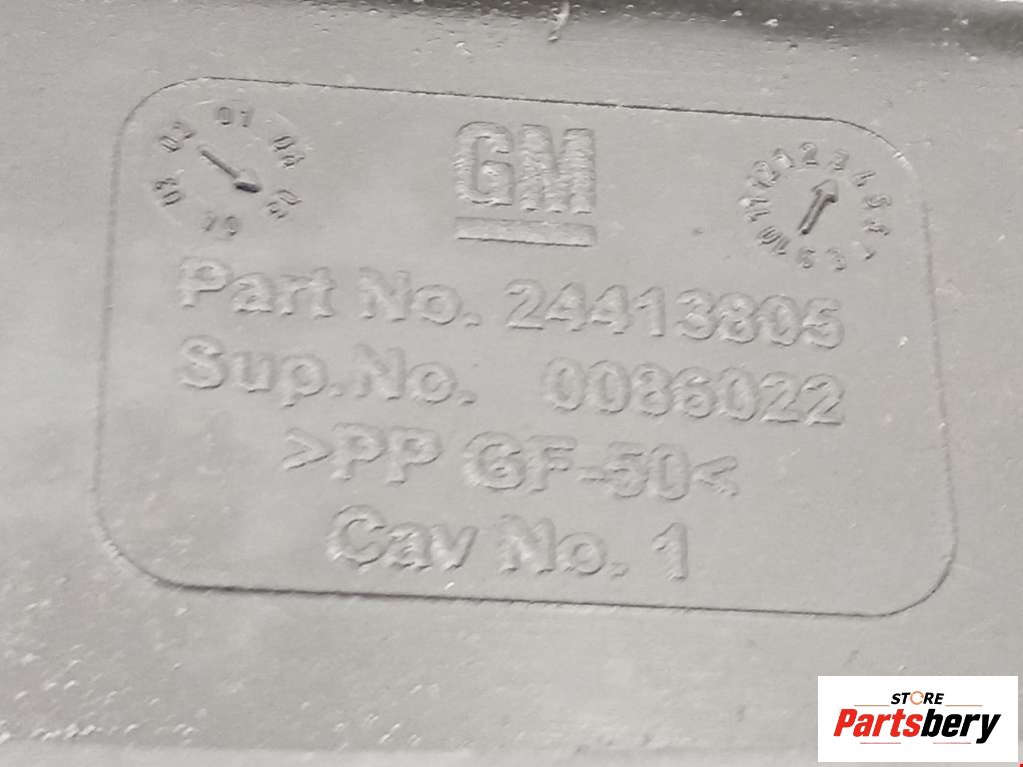 GM
Part No. 24413805
Sup.No. 0086022
>PP GF-50<
Cav No. 1
STORE
Partsbery